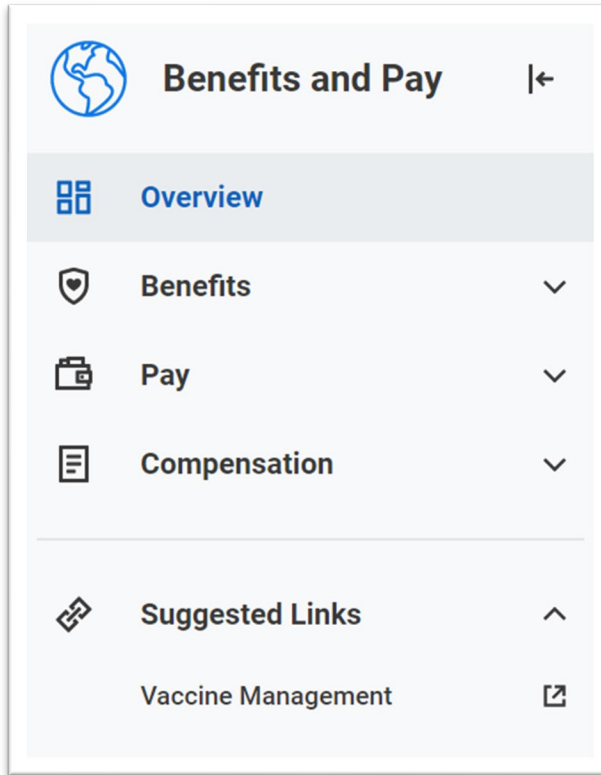 Benefits and Pay
Overview
Benefits
Pay
Compensation
Suggested Links
Vaccine Management